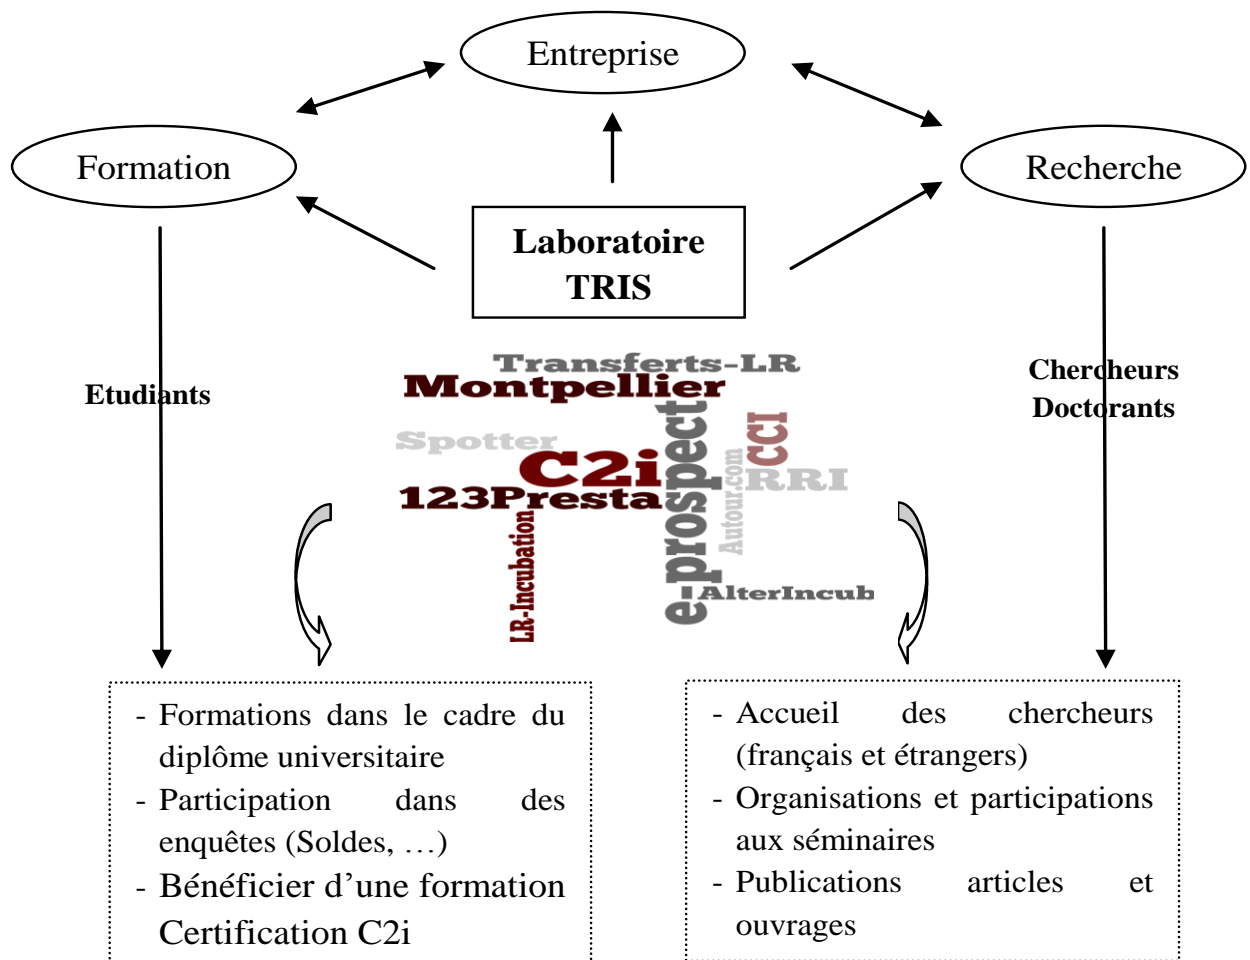 Entreprise
Formation
Recherche
Laboratoire
TRIS
Transferts-LR
Montpellier
Spotter
C2i
123Presta
LR-Incubation
e-prospect
Autour.com
CCI
RRI
AlterIncub
Etudiants
Chercheurs
Doctorants
- Formations dans le cadre du
diplôme universitaire
- Participation dans des
enquêtes (Soldes, …)
- Bénéficier d’une formation
Certification C2i
- Accueil des chercheurs
(français et étrangers)
- Organisations et participations
aux séminaires
- Publications articles et
ouvrages